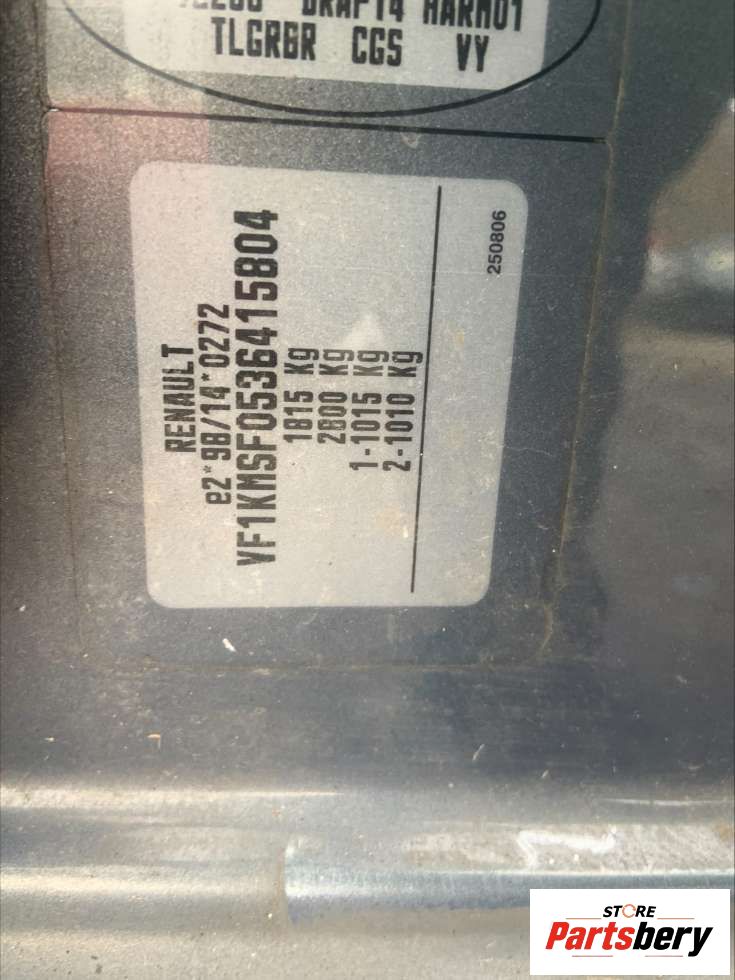 DRAP14 HARM01
TLGRBR CGS VY
RENAULT
e2*98/14*0272
VF1KMSF0536415804
1815 Kg
2800 Kg
1-1015 Kg
2-1010 Kg
250806
STORE
Partsbery